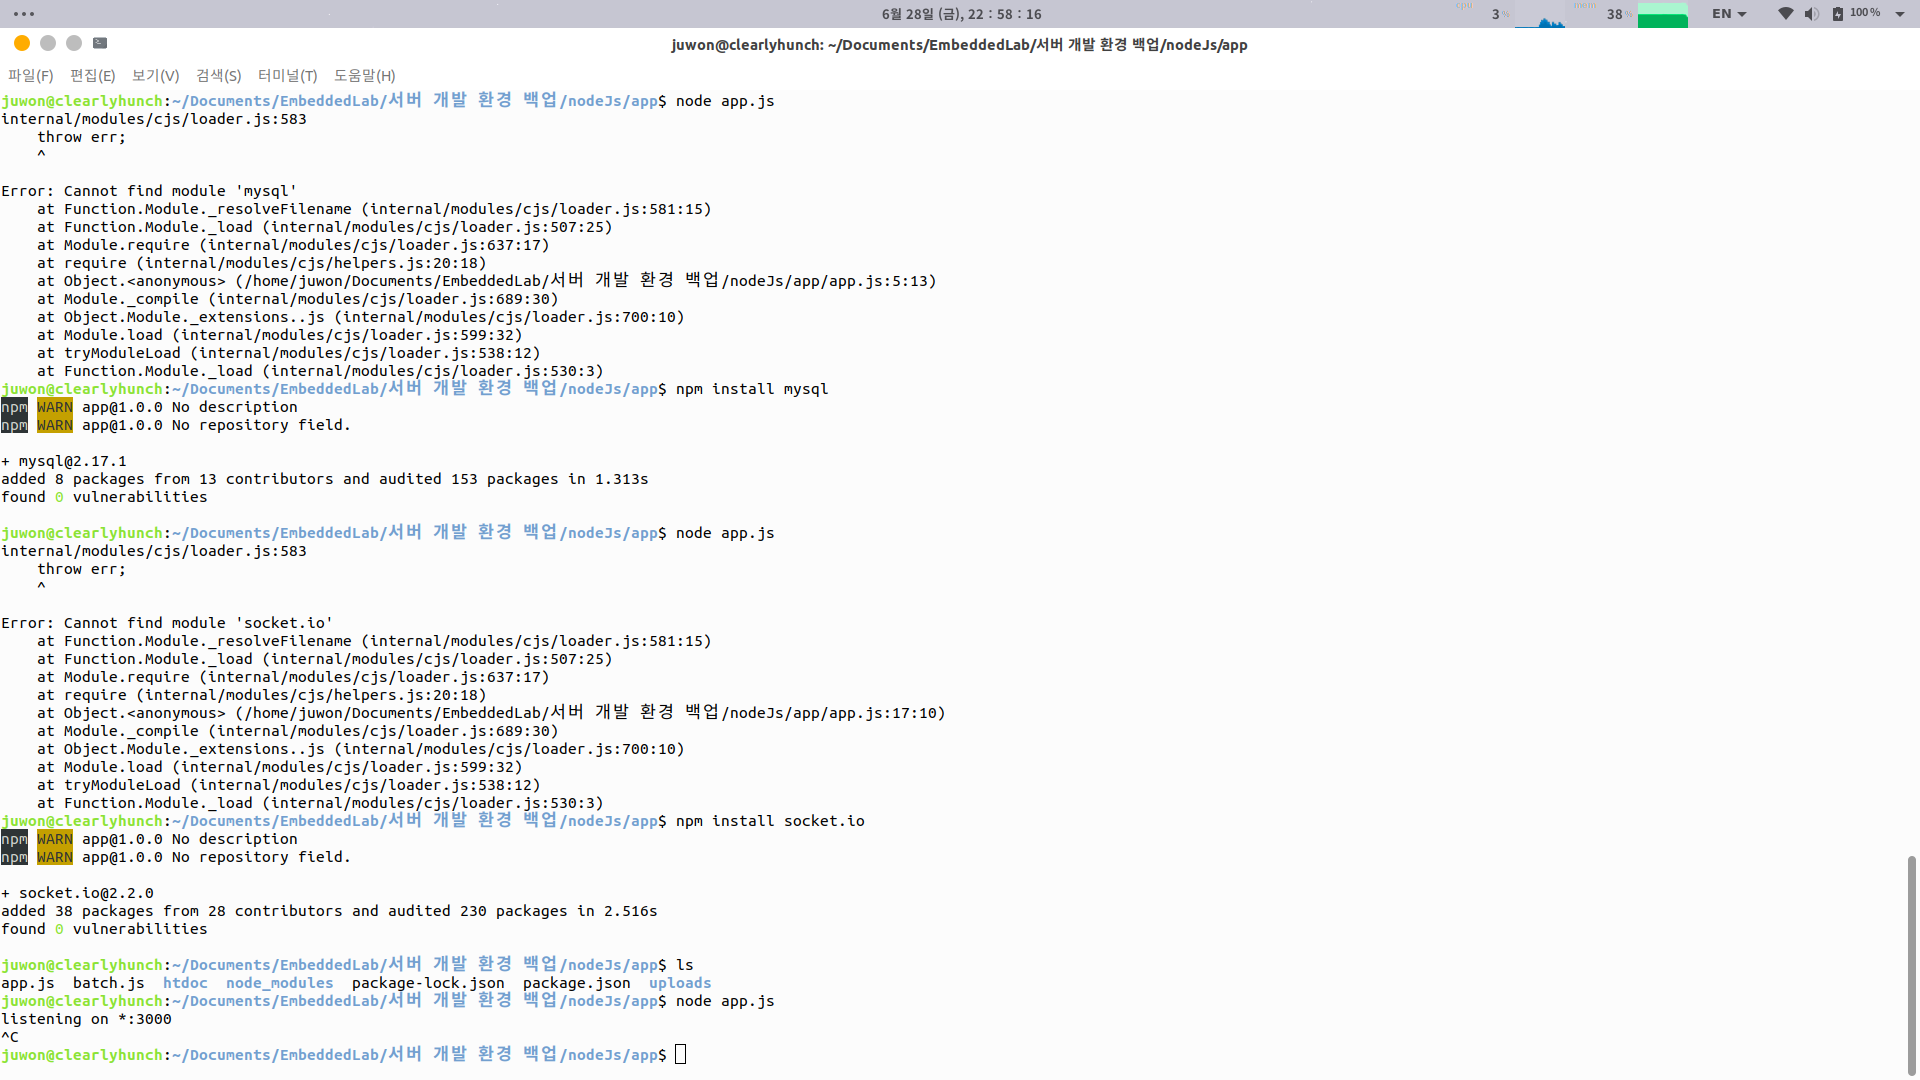 6월 28일 (금), 22 : 58 : 16
cpu 3 % mem 38 % EN 100 %
juwon@clearlyhunch: ~/Documents/EmbeddedLab/서버 개발 환경 백업/nodeJs/app
파일(F) 편집(E) 보기(V) 검색(S) 터미널(T) 도움말(H)
juwon@clearlyhunch:~/Documents/EmbeddedLab/서버 개발 환경 백업/nodeJs/app$ node app.js
internal/modules/cjs/loader.js:583
    throw err;
    ^

Error: Cannot find module 'mysql'
    at Function.Module._resolveFilename (internal/modules/cjs/loader.js:581:15)
    at Function.Module._load (internal/modules/cjs/loader.js:507:25)
    at Module.require (internal/modules/cjs/loader.js:637:17)
    at require (internal/modules/cjs/helpers.js:20:18)
    at Object.<anonymous> (/home/juwon/Documents/EmbeddedLab/서버 개발 환경 백업/nodeJs/app/app.js:5:13)
    at Module._compile (internal/modules/cjs/loader.js:689:30)
    at Object.Module._extensions..js (internal/modules/cjs/loader.js:700:10)
    at Module.load (internal/modules/cjs/loader.js:599:32)
    at tryModuleLoad (internal/modules/cjs/loader.js:538:12)
    at Function.Module._load (internal/modules/cjs/loader.js:530:3)
juwon@clearlyhunch:~/Documents/EmbeddedLab/서버 개발 환경 백업/nodeJs/app$ npm install mysql
npm WARN app@1.0.0 No description
npm WARN app@1.0.0 No repository field.

+ mysql@2.17.1
added 8 packages from 13 contributors and audited 153 packages in 1.313s
found 0 vulnerabilities

juwon@clearlyhunch:~/Documents/EmbeddedLab/서버 개발 환경 백업/nodeJs/app$ node app.js
internal/modules/cjs/loader.js:583
    throw err;
    ^

Error: Cannot find module 'socket.io'
    at Function.Module._resolveFilename (internal/modules/cjs/loader.js:581:15)
    at Function.Module._load (internal/modules/cjs/loader.js:507:25)
    at Module.require (internal/modules/cjs/loader.js:637:17)
    at require (internal/modules/cjs/helpers.js:20:18)
    at Object.<anonymous> (/home/juwon/Documents/EmbeddedLab/서버 개발 환경 백업/nodeJs/app/app.js:17:10)
    at Module._compile (internal/modules/cjs/loader.js:689:30)
    at Object.Module._extensions..js (internal/modules/cjs/loader.js:700:10)
    at Module.load (internal/modules/cjs/loader.js:599:32)
    at tryModuleLoad (internal/modules/cjs/loader.js:538:12)
    at Function.Module._load (internal/modules/cjs/loader.js:530:3)
juwon@clearlyhunch:~/Documents/EmbeddedLab/서버 개발 환경 백업/nodeJs/app$ npm install socket.io
npm WARN app@1.0.0 No description
npm WARN app@1.0.0 No repository field.

+ socket.io@2.2.0
added 38 packages from 28 contributors and audited 230 packages in 2.516s
found 0 vulnerabilities

juwon@clearlyhunch:~/Documents/EmbeddedLab/서버 개발 환경 백업/nodeJs/app$ ls
app.js  batch.js  htdoc  node_modules  package-lock.json  package.json  uploads
juwon@clearlyhunch:~/Documents/EmbeddedLab/서버 개발 환경 백업/nodeJs/app$ node app.js
listening on *:3000
^C
juwon@clearlyhunch:~/Documents/EmbeddedLab/서버 개발 환경 백업/nodeJs/app$